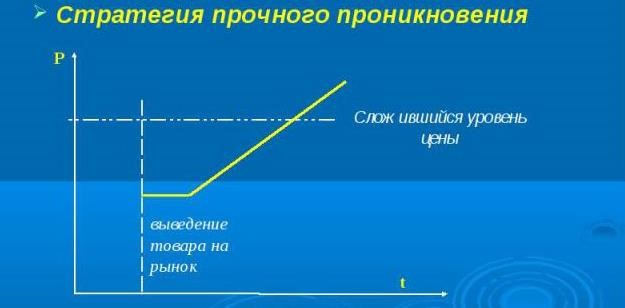 Стратегия прочного проникновения
P
Слож ившийся уровень
цены
выведение
товара на
рынок
t